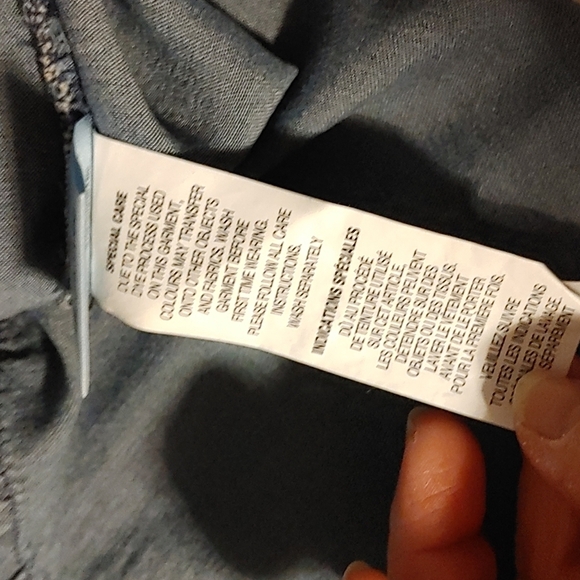 SPECIAL CARE
DUE TO THE SPECIAL
DYE PROCESS USED
ON THIS GARMENT,
COLOURS MAY TRANSFER
ONTO OTHER OBJECTS
AND FABRICS. WASH
GARMENT BEFORE
FIRST TIME WEARING.
PLEASE FOLLOW ALL CARE
INSTRUCTIONS.
WASH SEPARATELY
INDICATIONS SPÉCIALES
DÛ AU PROCÉDÉ
DE TEINTURE UTILISÉ
SUR CET ARTICLE,
LES COULEURS PEUVENT
DÉTEINDRE SUR DES
OBJETS OU DES TISSUS.
LAVER LE VÊTEMENT
AVANT DE LE PORTER
POUR LA PREMIÈRE FOIS.
VEUILLEZ SUIVRE
TOUTES LES INDICATIONS
DE LAVAGE
SÉPARÉMENT